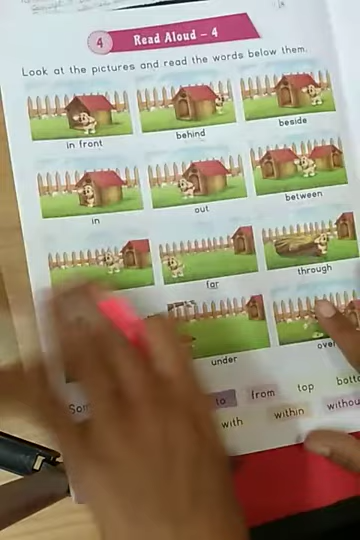 4 Read Aloud - 4
Look at the pictures and read the words below them.
in front behind beside
in out between
far through
under over
to from top
with within